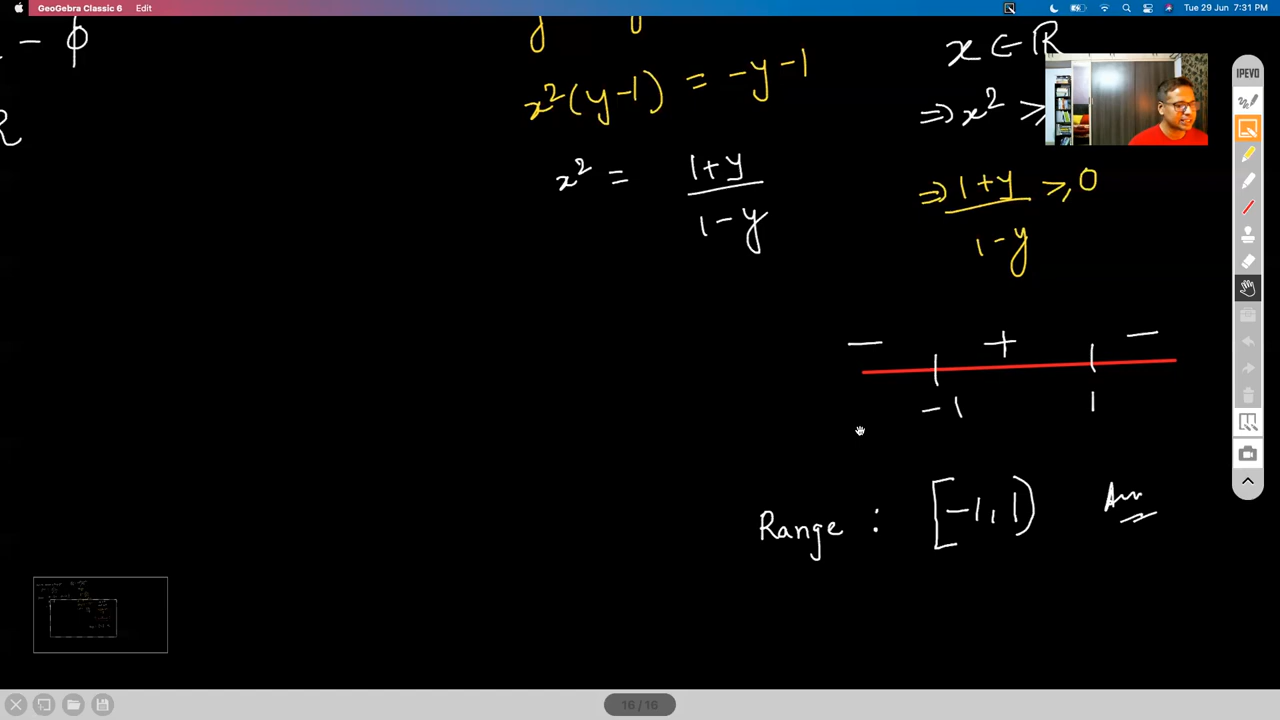 GeoGebra Classic 6 Edit Tue 29 Jun 7:31 PM
- ϕ
R
y y
x²(y-1) = -y-1
x² = 1+y / 1-y
x ∈ R
⇒ x² ≥
⇒ 1+y / 1-y ≥ 0
- + -
-1 1
Range : [-1, 1) Ans
IPEVO
16 / 16